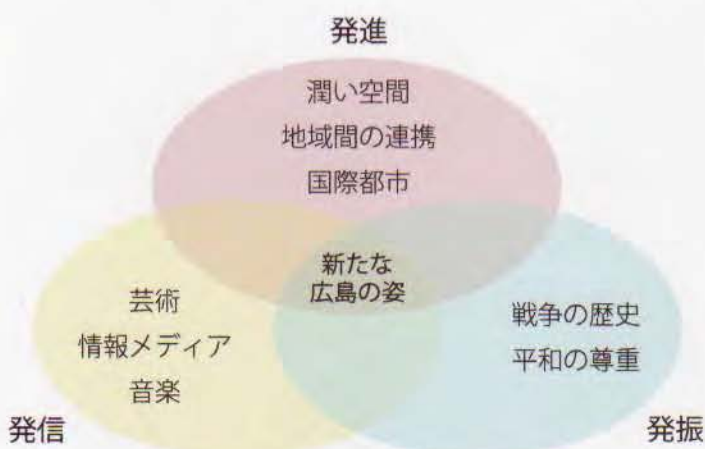 発進
潤い空間
地域間の連携
国際都市
新たな
広島の姿
芸術
情報メディア
音楽
発信
戦争の歴史
平和の尊重
発振